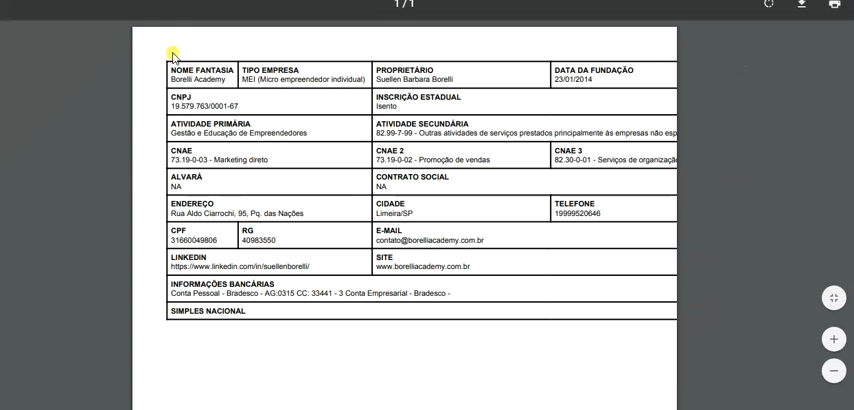 1 / 1
NOME FANTASIA TIPO EMPRESA PROPRIETÁRIO DATA DA FUNDAÇÃO
Borelli Academy MEI (Micro empreendedor individual) Suellen Barbara Borelli 23/01/2014
CNPJ INSCRIÇÃO ESTADUAL
19.579.763/0001-67 Isento
ATIVIDADE PRIMÁRIA ATIVIDADE SECUNDÁRIA
Gestão e Educação de Empreendedores 82.99-7-99 - Outras atividades de serviços prestados principalmente às empresas não esp
CNAE CNAE 2 CNAE 3
73.19-0-03 - Marketing direto 73.19-0-02 - Promoção de vendas 82.30-0-01 - Serviços de organização
ALVARÁ CONTRATO SOCIAL
NA NA
ENDEREÇO CIDADE TELEFONE
Rua Aldo Ciarrochi, 95, Pq. das Nações Limeira/SP 19999520646
CPF RG E-MAIL
31660049806 40983550 contato@borelliacademy.com.br
LINKEDIN SITE
https://www.linkedin.com/in/suellenborelli/ www.borelliacademy.com.br
INFORMAÇÕES BANCÁRIAS
Conta Pessoal - Bradesco - AG:0315 CC: 33441 - 3 Conta Empresarial - Bradesco -
SIMPLES NACIONAL